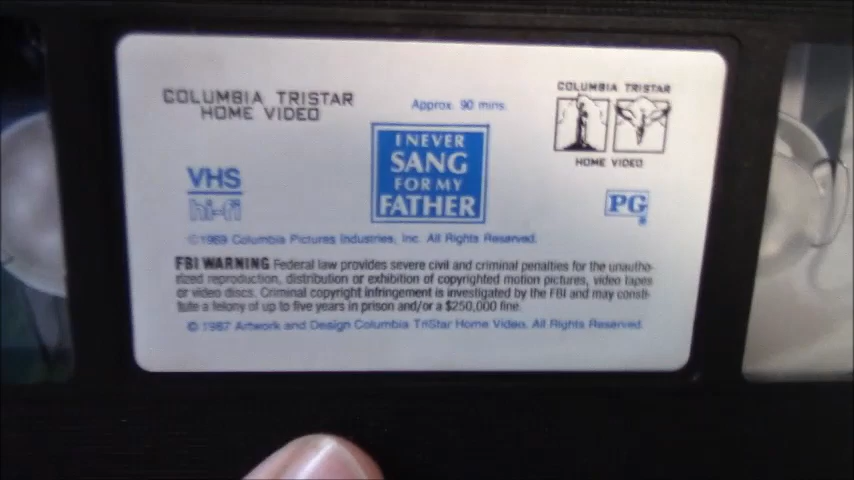 COLUMBIA TRISTAR
HOME VIDEO
Approx. 90 mins.
COLUMBIA TRISTAR
HOME VIDEO
I NEVER
SANG
FOR MY
FATHER
VHS
hi-fi
PG
©1969 Columbia Pictures Industries, Inc. All Rights Reserved.
FBI WARNING Federal law provides severe civil and criminal penalties for the unautho-
rized reproduction, distribution or exhibition of copyrighted motion pictures, video tapes
or video discs. Criminal copyright infringement is investigated by the FBI and may consti-
tute a felony of up to five years in prison and/or a $250,000 fine.
© 1987 Artwork and Design Columbia TriStar Home Video. All Rights Reserved.